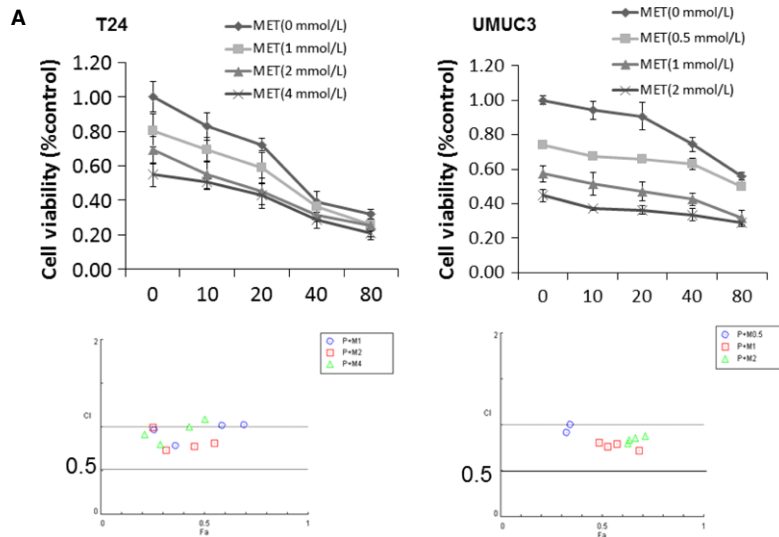 A
T24
MET(0 mmol/L)
MET(1 mmol/L)
MET(2 mmol/L)
MET(4 mmol/L)
Cell viability (%control)
1.20
1.00
0.80
0.60
0.40
0.20
0.00
0 10 20 40 80
UMUC3
MET(0 mmol/L)
MET(0.5 mmol/L)
MET(1 mmol/L)
MET(2 mmol/L)
Cell viability (%control)
1.20
1.00
0.80
0.60
0.40
0.20
0.00
0 10 20 40 80
2
CI
0.5
0
0 0.5 1
Fa
P+M1
P+M2
P+M4
2
CI
0.5
0
0 0.5 1
Fa
P+M0.5
P+M1
P+M2